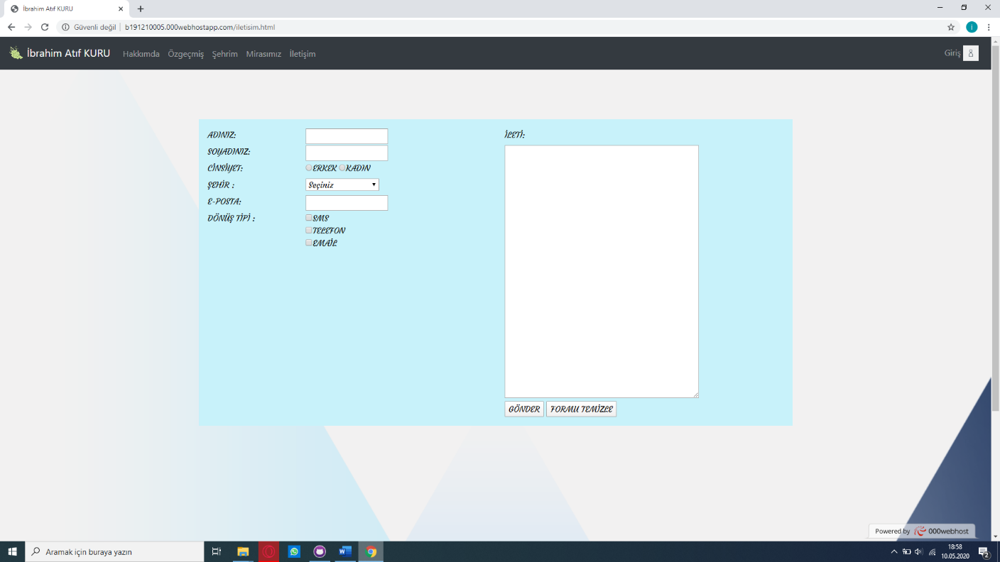 İbrahim Atıf KURU
Güvenli değil
b191210005.000webhostapp.com/iletisim.html
i
İbrahim Atıf KURU Hakkımda Özgeçmiş Şehrim Mirasımız İletişim Giriş
ADINIZ:
SOYADINIZ:
CİNSİYET: ERKEK KADIN
ŞEHİR : Seçiniz
E-POSTA:
DÖNÜŞ TİPİ : SMS
TELEFON
EMAİL
İLETİ:
GÖNDER FORMU TEMİZLE
Powered by 000webhost
Aramak için buraya yazın
18:58
10.05.2020
2